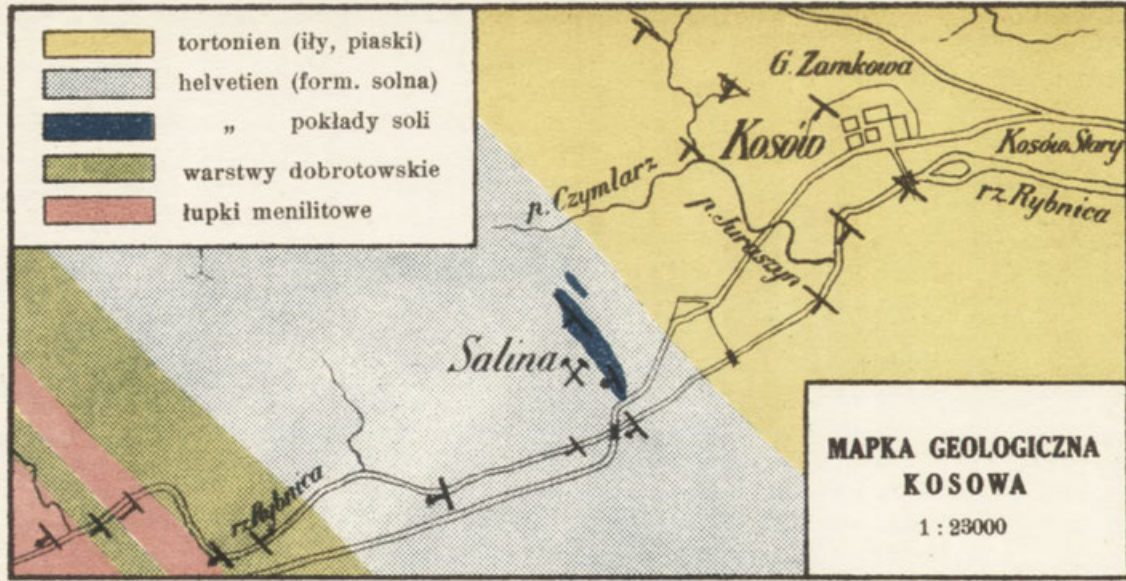 tortonien (iły, piaski)
helvetien (form. solna)
„ pokłady soli
warstwy dobrotowskie
łupki menilitowe
G. Zamkowa
Kosów
Kosów Stary
rz. Rybnica
p. Czymlarz
p. Juraszyn
Salina
rz. Rybnica
MAPKA GEOLOGICZNA
KOSOWA
1 : 23000